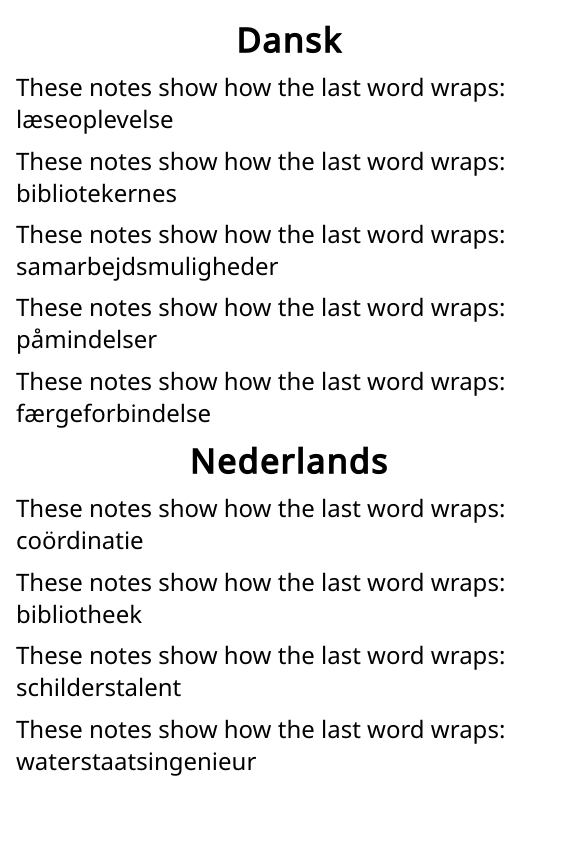 Dansk
These notes show how the last word wraps:
læseoplevelse
These notes show how the last word wraps:
bibliotekernes
These notes show how the last word wraps:
samarbejdsmuligheder
These notes show how the last word wraps:
påmindelser
These notes show how the last word wraps:
færgeforbindelse
Nederlands
These notes show how the last word wraps:
coördinatie
These notes show how the last word wraps:
bibliotheek
These notes show how the last word wraps:
schilderstalent
These notes show how the last word wraps:
waterstaatsingenieur